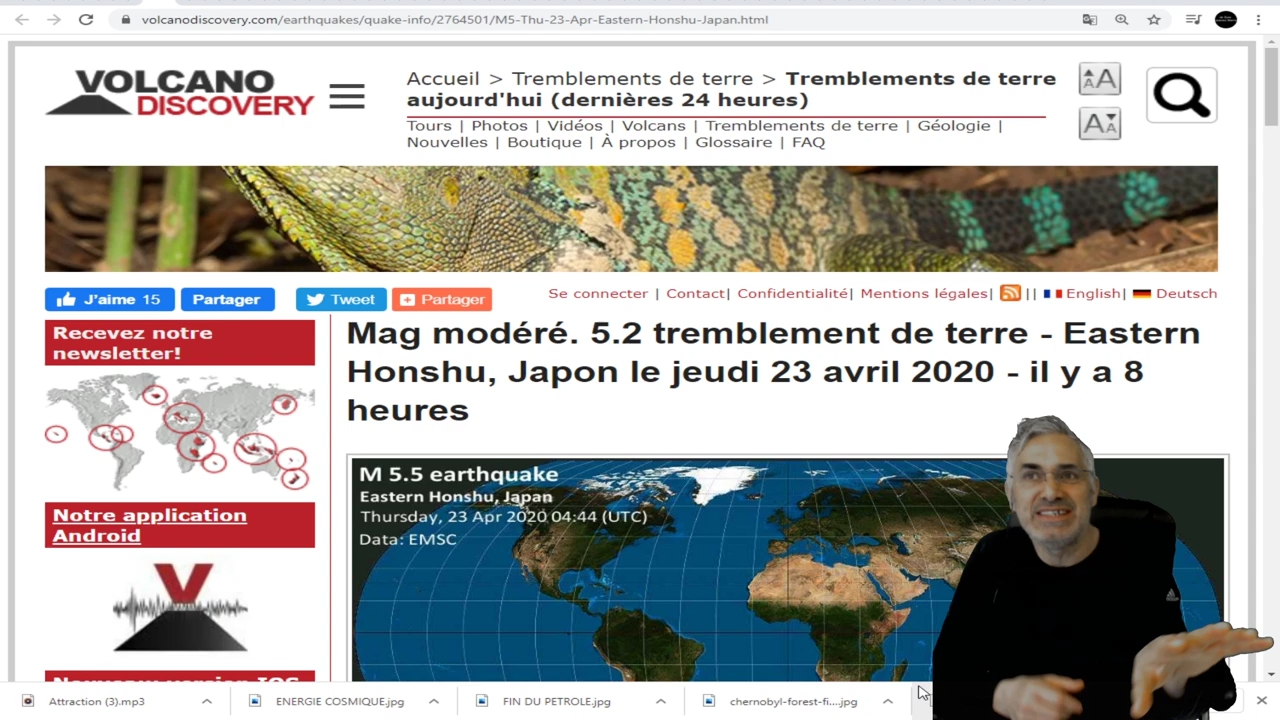 volcanodiscovery.com/earthquakes/quake-info/2764501/M5-Thu-23-Apr-Eastern-Honshu-Japan.html
VOLCANO
DISCOVERY
Accueil > Tremblements de terre > Tremblements de terre
aujourd'hui (dernières 24 heures)
Tours | Photos | Vidéos | Volcans | Tremblements de terre | Géologie |
Nouvelles | Boutique | À propos | Glossaire | FAQ
AA
AA
J'aime 15
Partager
Tweet
Partager
Se connecter | Contact| Confidentialité| Mentions légales| || English| Deutsch
Recevez notre
newsletter!
Mag modéré. 5.2 tremblement de terre - Eastern
Honshu, Japon le jeudi 23 avril 2020 - il y a 8
heures
M 5.5 earthquake
Eastern Honshu, Japan
Thursday, 23 Apr 2020 04:44 (UTC)
Data: EMSC
Notre application
Android
V
Nouveau version IOS
Attraction (3).mp3
ENERGIE COSMIQUE.jpg
FIN DU PETROLE.jpg
chernobyl-forest-fi....jpg